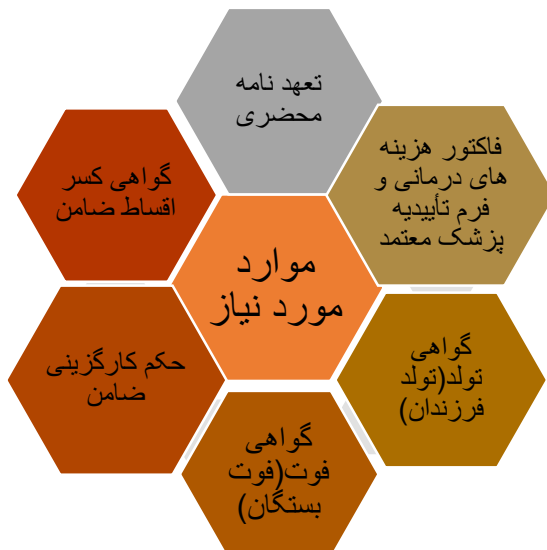 تعهد نامه
محضری
فاکتور هزینه
های درمانی و
فرم تأییدیه
پزشک معتمد
گواهی کسر
اقساط ضامن
موارد
مورد نیاز
گواهی
تولد(تولد
فرزندان)
حکم کارگزینی
ضامن
گواهی
فوت(فوت
بستگان)